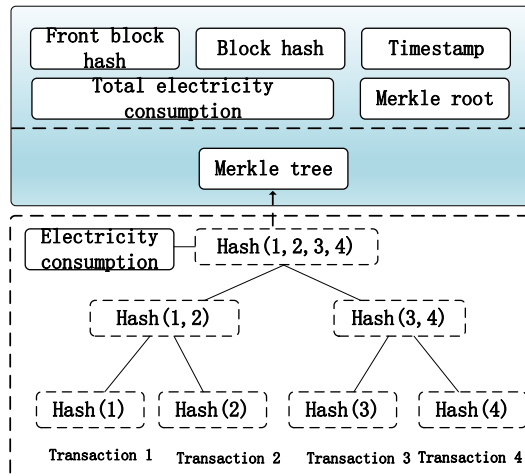 Front block
hash
Block hash
Timestamp
Total electricity
consumption
Merkle root
Merkle tree
Electricity
consumption
Hash(1,2,3,4)
Hash(1,2)
Hash(3,4)
Hash(1)
Hash(2)
Hash(3)
Hash(4)
Transaction 1
Transaction 2
Transaction 3
Transaction 4